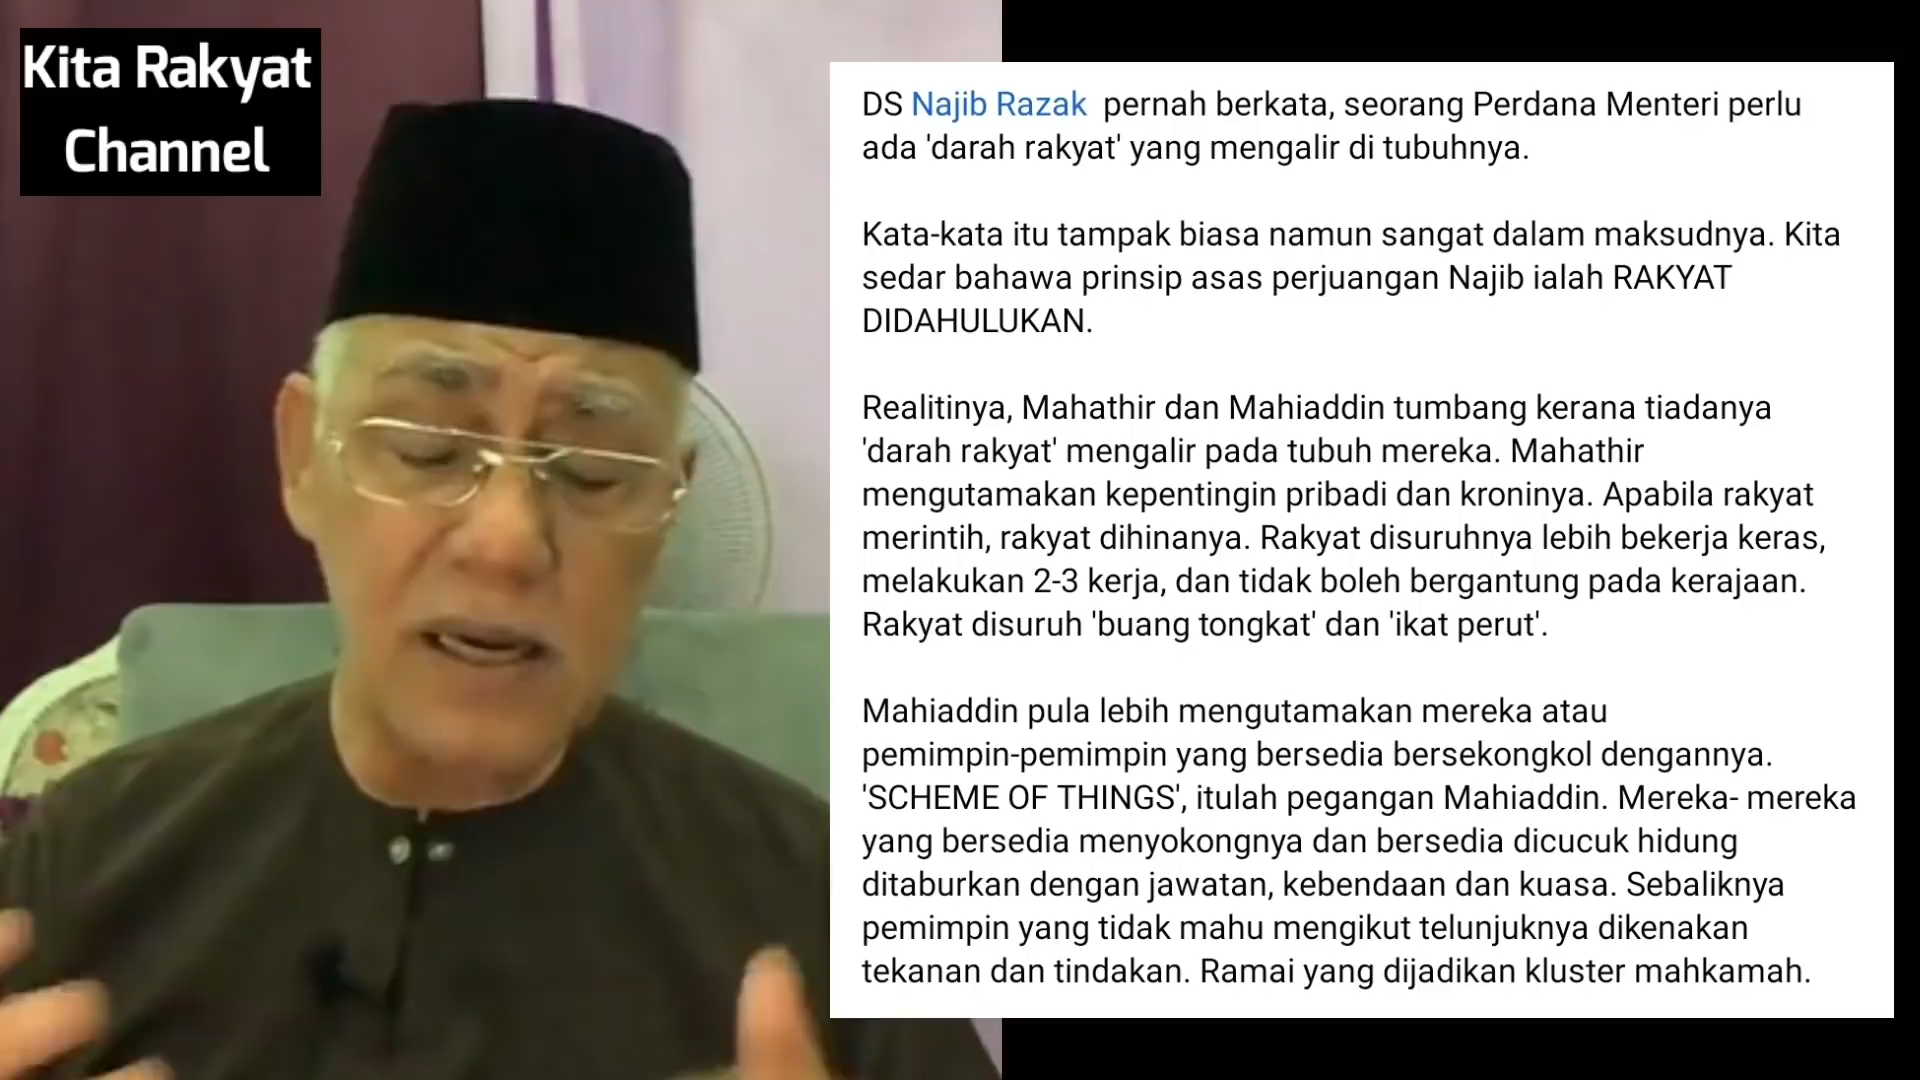 Kita Rakyat
Channel
DS Najib Razak pernah berkata, seorang Perdana Menteri perlu
ada 'darah rakyat' yang mengalir di tubuhnya.
Kata-kata itu tampak biasa namun sangat dalam maksudnya. Kita
sedar bahawa prinsip asas perjuangan Najib ialah RAKYAT
DIDAHULUKAN.
Realitinya, Mahathir dan Mahiaddin tumbang kerana tiadanya
'darah rakyat' mengalir pada tubuh mereka. Mahathir
mengutamakan kepentingin pribadi dan kroninya. Apabila rakyat
merintih, rakyat dihinanya. Rakyat disuruhnya lebih bekerja keras,
melakukan 2-3 kerja, dan tidak boleh bergantung pada kerajaan.
Rakyat disuruh 'buang tongkat' dan 'ikat perut'.
Mahiaddin pula lebih mengutamakan mereka atau
pemimpin-pemimpin yang bersedia bersekongkol dengannya.
'SCHEME OF THINGS', itulah pegangan Mahiaddin. Mereka- mereka
yang bersedia menyokongnya dan bersedia dicucuk hidung
ditaburkan dengan jawatan, kebendaan dan kuasa. Sebaliknya
pemimpin yang tidak mahu mengikut telunjuknya dikenakan
tekanan dan tindakan. Ramai yang dijadikan kluster mahkamah.